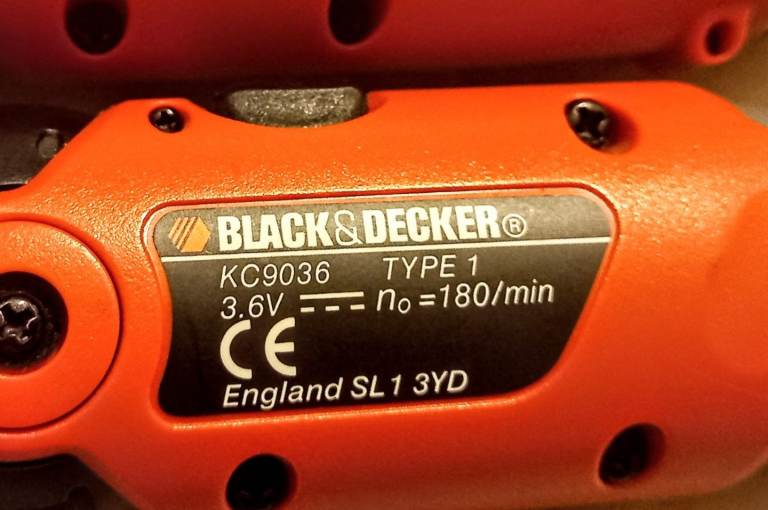 BLACK&DECKER®
KC9036 TYPE 1
3.6V n₀=180/min
CE
England SL1 3YD